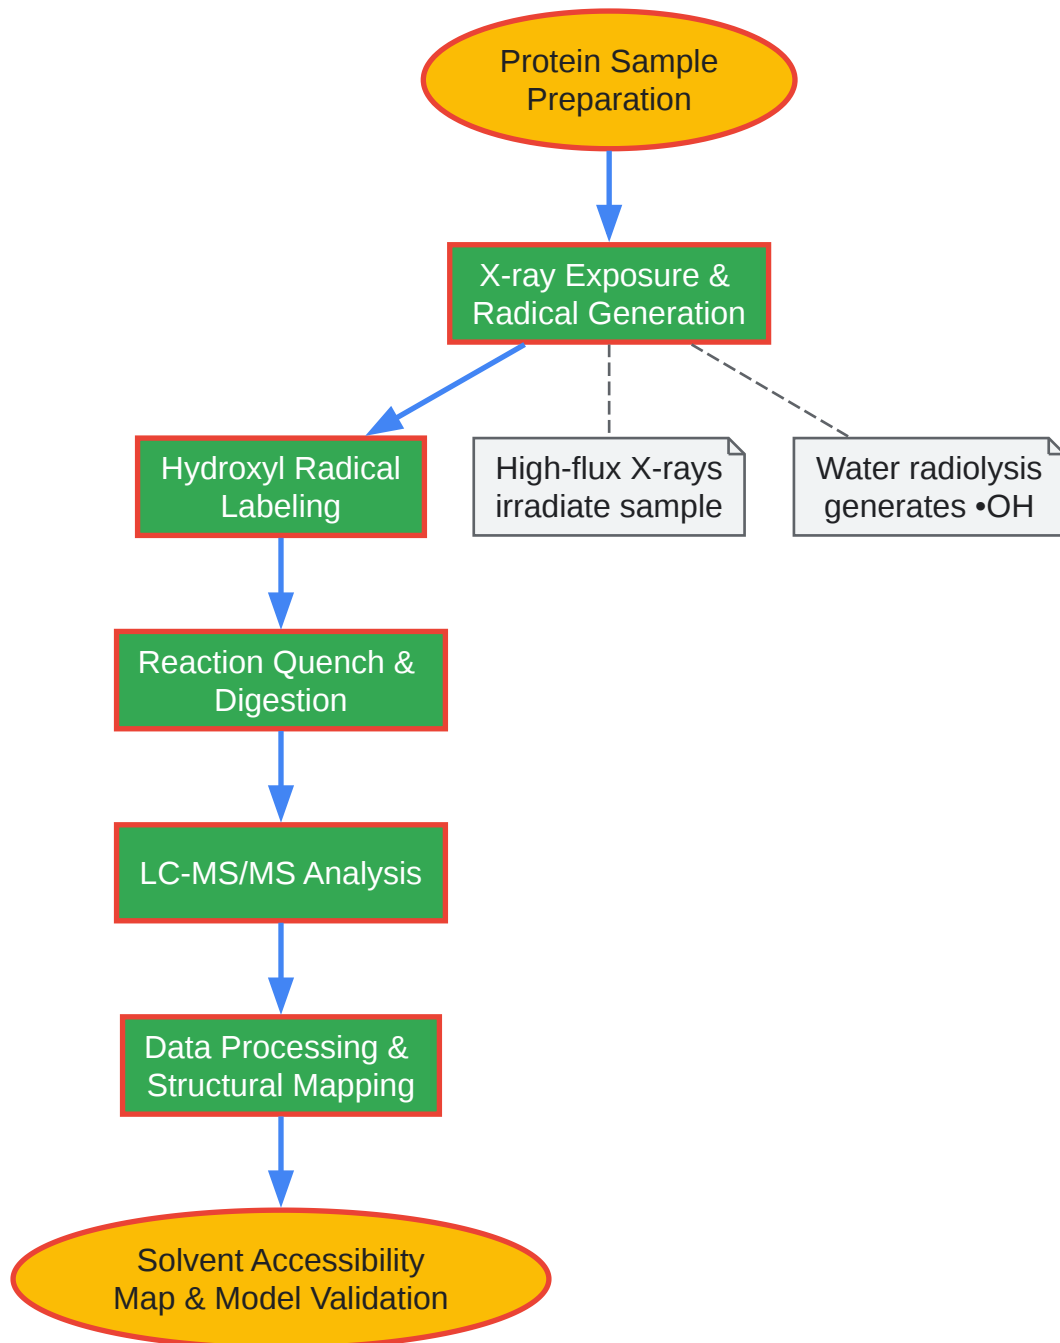 Protein Sample
Preparation
X-ray Exposure &
Radical Generation
Hydroxyl Radical
Labeling
High-flux X-rays
irradiate sample
Water radiolysis
generates •OH
Reaction Quench &
Digestion
LC-MS/MS Analysis
Data Processing &
Structural Mapping
Solvent Accessibility
Map & Model Validation